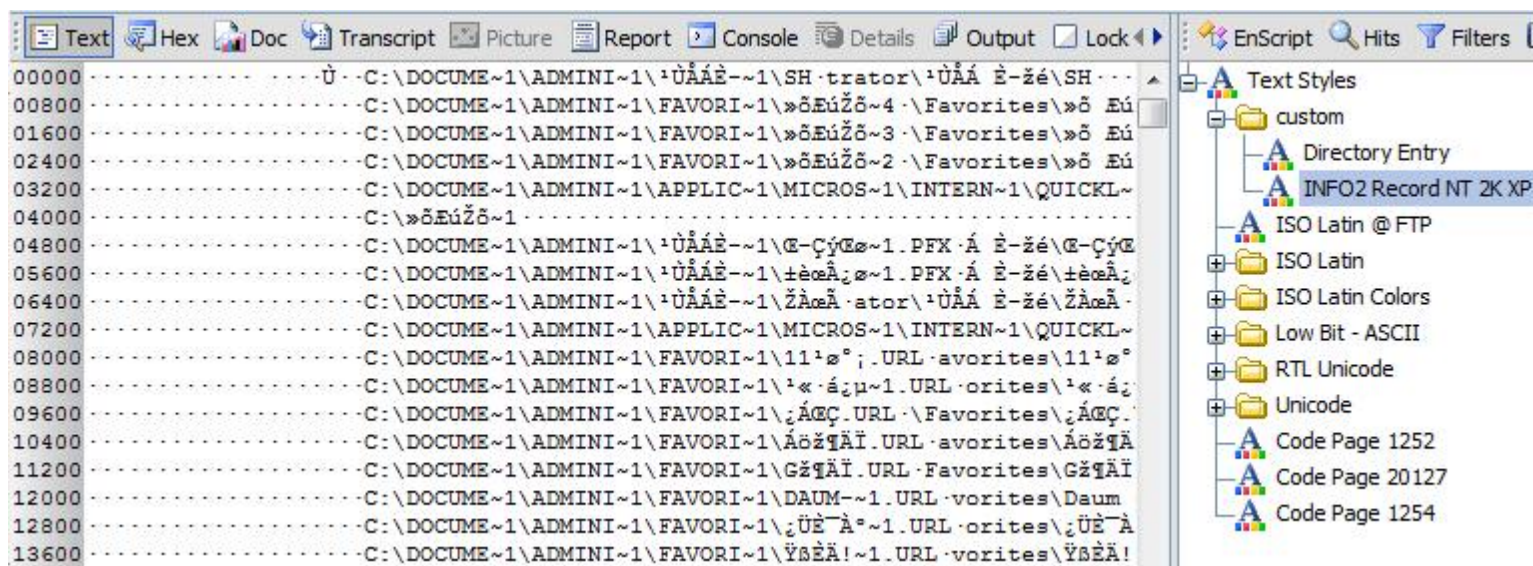 Text Hex Doc Transcript Picture Report Console Details Output Lock
EnScript Hits Filters
00000 · · · · · · · · · · · · · · · · · · Ù · · C:\DOCUME~1\ADMINI~1\¹ÙÅÁÈ-~1\SH·trator\¹ÙÅÁ È-žé\SH · · ·
00800 · · · · · · · · · · · · · · · · · · · · · C:\DOCUME~1\ADMINI~1\FAVORI~1\»õÆúŽõ~4 ·\Favorites\»õ Æú
01600 · · · · · · · · · · · · · · · · · · · · · C:\DOCUME~1\ADMINI~1\FAVORI~1\»õÆúŽõ~3 ·\Favorites\»õ Æú
02400 · · · · · · · · · · · · · · · · · · · · · C:\DOCUME~1\ADMINI~1\FAVORI~1\»õÆúŽõ~2 ·\Favorites\»õ Æú
03200 · · · · · · · · · · · · · · · · · · · · · C:\DOCUME~1\ADMINI~1\APPLIC~1\MICROS~1\INTERN~1\QUICKL~
04000 · · · · · · · · · · · · · · · · · · · · · C:\»õÆúŽõ~1 · · · · · · · · · · · · · · · · · · · ·
04800 · · · · · · · · · · · · · · · · · · · · · C:\DOCUME~1\ADMINI~1\¹ÙÅÁÈ-~1\Œ-ÇýŒø~1.PFX ·Á È-žé\Œ-ÇýŒ
05600 · · · · · · · · · · · · · · · · · · · · · C:\DOCUME~1\ADMINI~1\¹ÙÅÁÈ-~1\±èœÂ¿ø~1.PFX ·Á È-žé\±èœÂ¿
06400 · · · · · · · · · · · · · · · · · · · · · C:\DOCUME~1\ADMINI~1\¹ÙÅÁÈ-~1\ŽÀœÃ ·ator\¹ÙÅÁ È-žé\ŽÀœÃ ·
07200 · · · · · · · · · · · · · · · · · · · · · C:\DOCUME~1\ADMINI~1\APPLIC~1\MICROS~1\INTERN~1\QUICKL~
08000 · · · · · · · · · · · · · · · · · · · · · C:\DOCUME~1\ADMINI~1\FAVORI~1\11¹ø°¡.URL ·avorites\11¹ø°
08800 · · · · · · · · · · · · · · · · · · · · · C:\DOCUME~1\ADMINI~1\FAVORI~1\¹«·á¿µ~1.URL ·orites\¹«·á¿
09600 · · · · · · · · · · · · · · · · · · · · · C:\DOCUME~1\ADMINI~1\FAVORI~1\¿ÁŒÇ.URL ·\Favorites\¿ÁŒÇ.
10400 · · · · · · · · · · · · · · · · · · · · · C:\DOCUME~1\ADMINI~1\FAVORI~1\Áöž¶ÄÏ.URL ·avorites\Áöž¶Ä
11200 · · · · · · · · · · · · · · · · · · · · · C:\DOCUME~1\ADMINI~1\FAVORI~1\Gž¶ÄÏ.URL ·Favorites\Gž¶ÄÏ
12000 · · · · · · · · · · · · · · · · · · · · · C:\DOCUME~1\ADMINI~1\FAVORI~1\DAUM-~1.URL ·vorites\Daum
12800 · · · · · · · · · · · · · · · · · · · · · C:\DOCUME~1\ADMINI~1\FAVORI~1\¿ÜÈ¯Àº~1.URL ·orites\¿ÜÈ¯À
13600 · · · · · · · · · · · · · · · · · · · · · C:\DOCUME~1\ADMINI~1\FAVORI~1\ŸßÈÄ!~1.URL ·vorites\ŸßÈÄ!
Text Styles
custom
Directory Entry
INFO2 Record NT 2K XP
ISO Latin @ FTP
ISO Latin
ISO Latin Colors
Low Bit - ASCII
RTL Unicode
Unicode
Code Page 1252
Code Page 20127
Code Page 1254